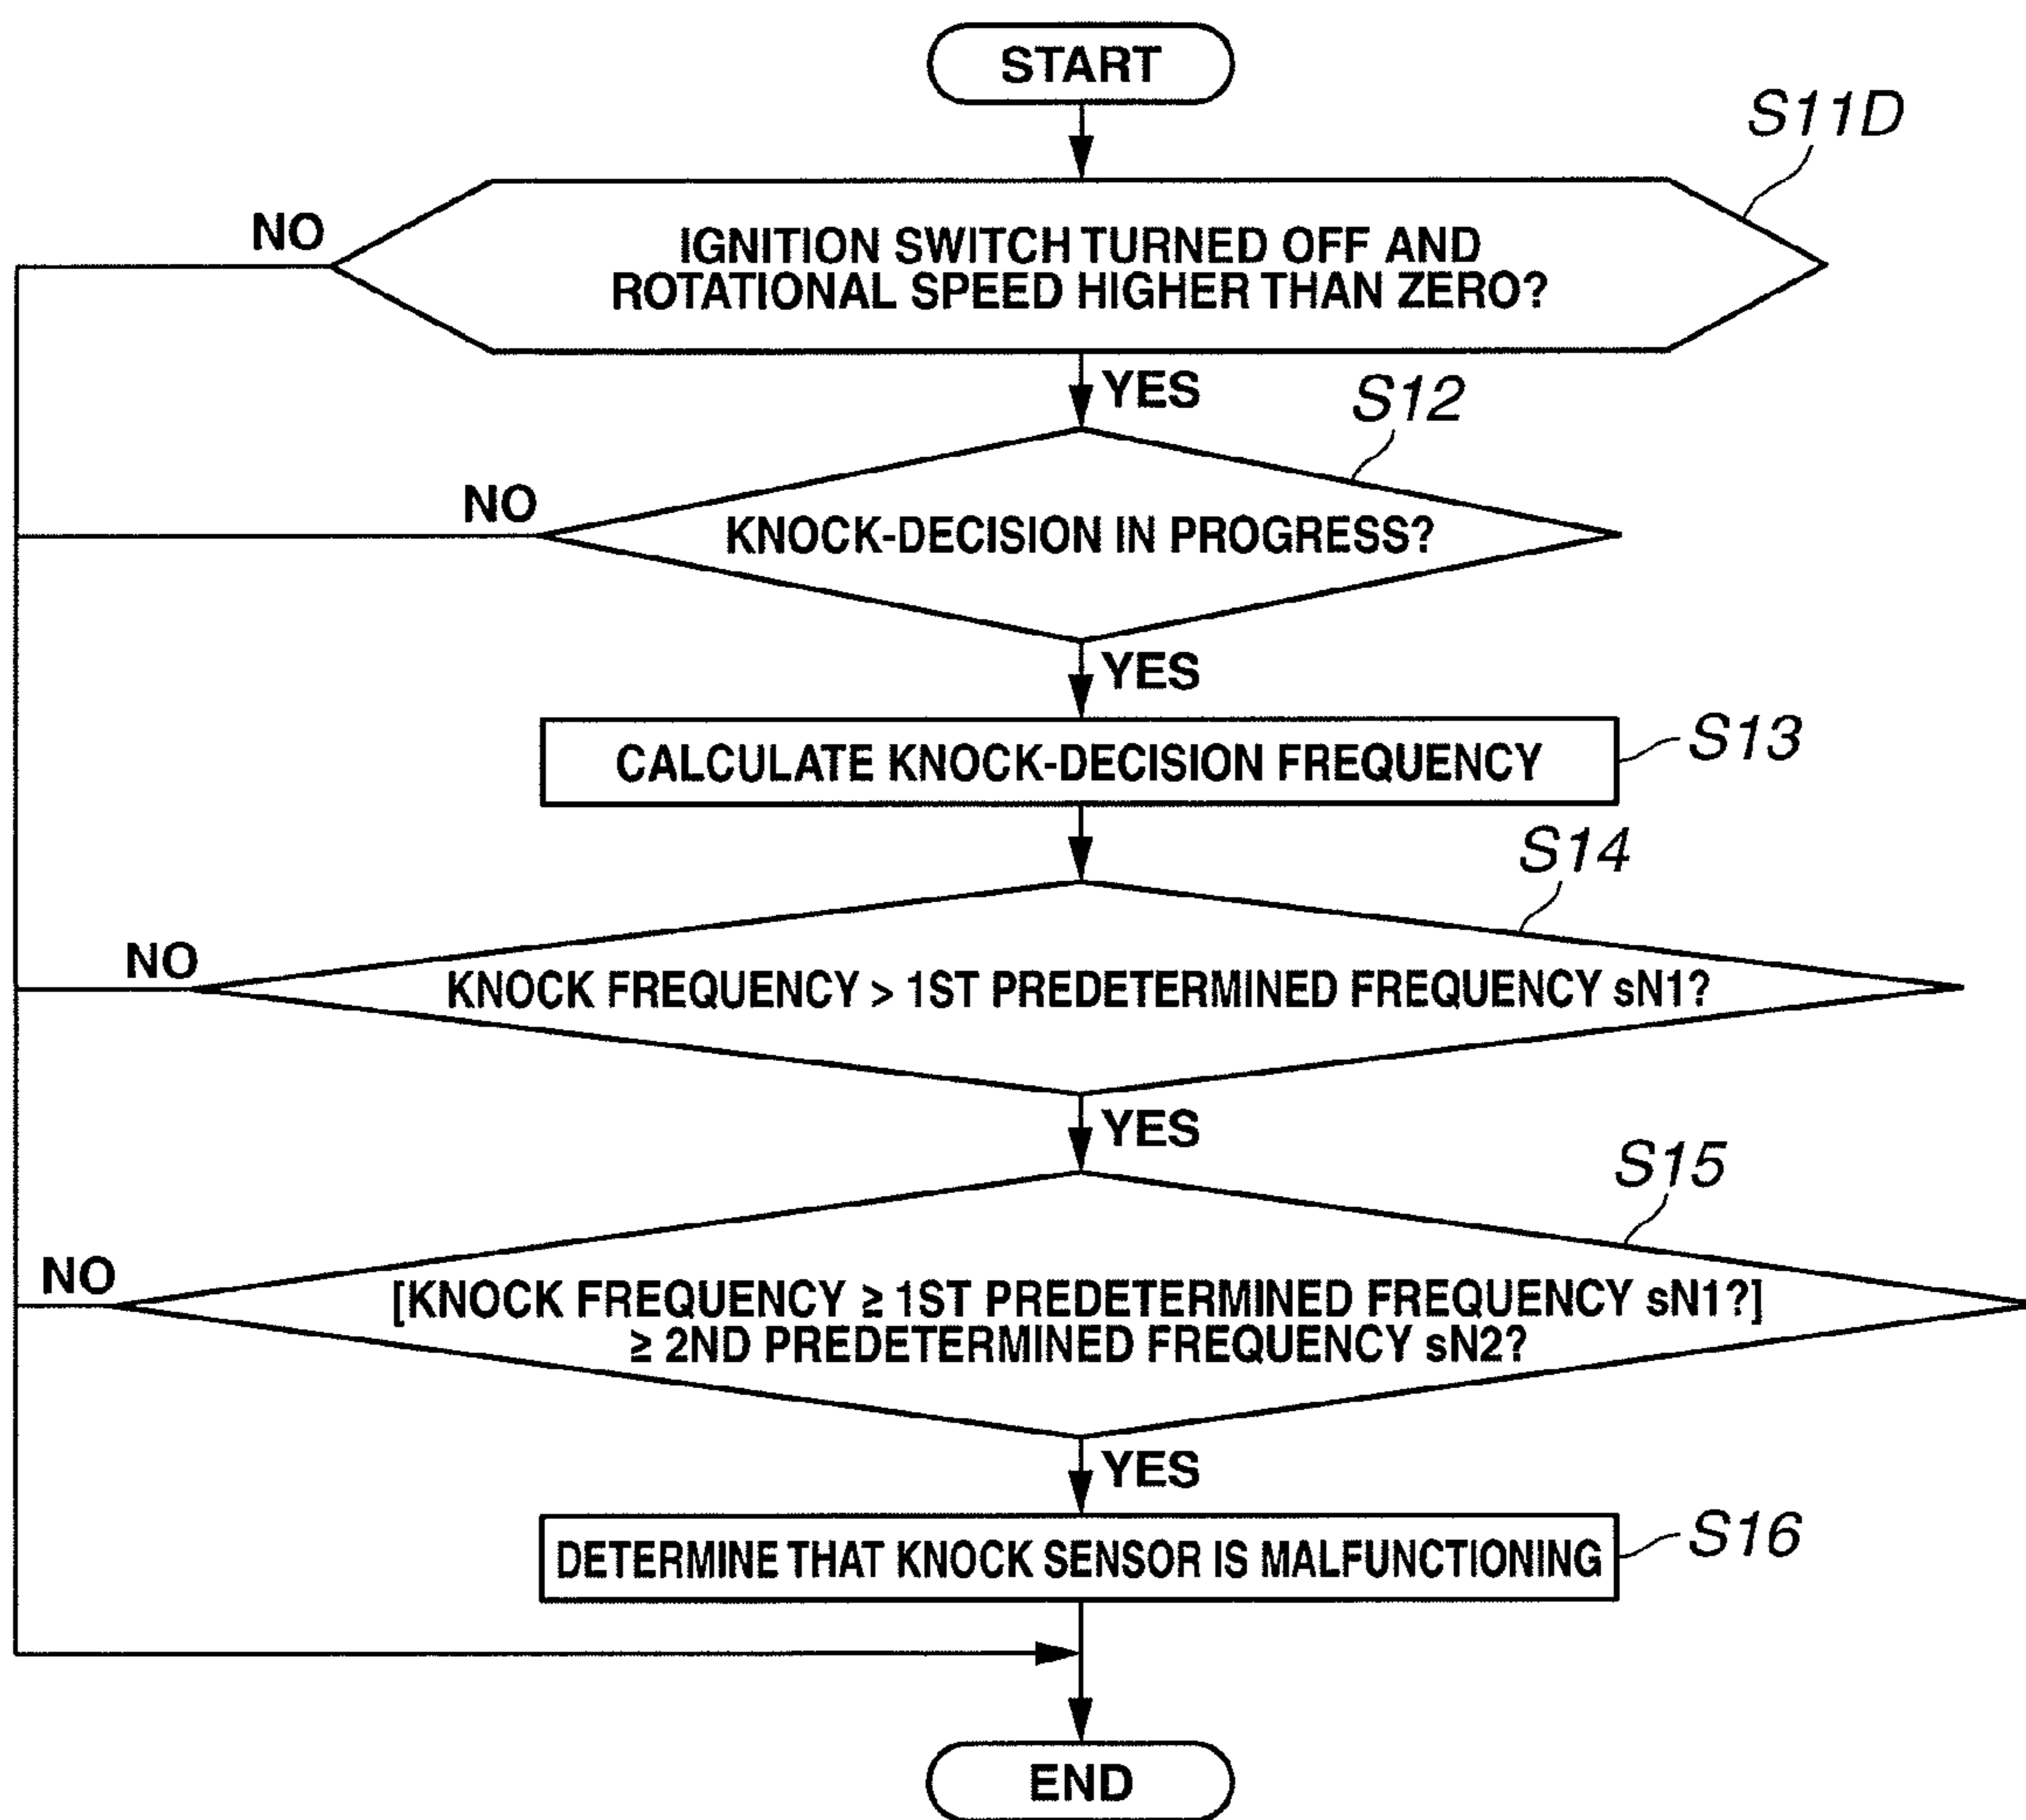 START
S11D
NO
IGNITION SWITCH TURNED OFF AND
ROTATIONAL SPEED HIGHER THAN ZERO?
YES
S12
NO
KNOCK-DECISION IN PROGRESS?
YES
CALCULATE KNOCK-DECISION FREQUENCY
S13
S14
NO
KNOCK FREQUENCY > 1ST PREDETERMINED FREQUENCY sN1?
YES
S15
NO
[KNOCK FREQUENCY ≥ 1ST PREDETERMINED FREQUENCY sN1?]
≥ 2ND PREDETERMINED FREQUENCY sN2?
YES
DETERMINE THAT KNOCK SENSOR IS MALFUNCTIONING
S16
END